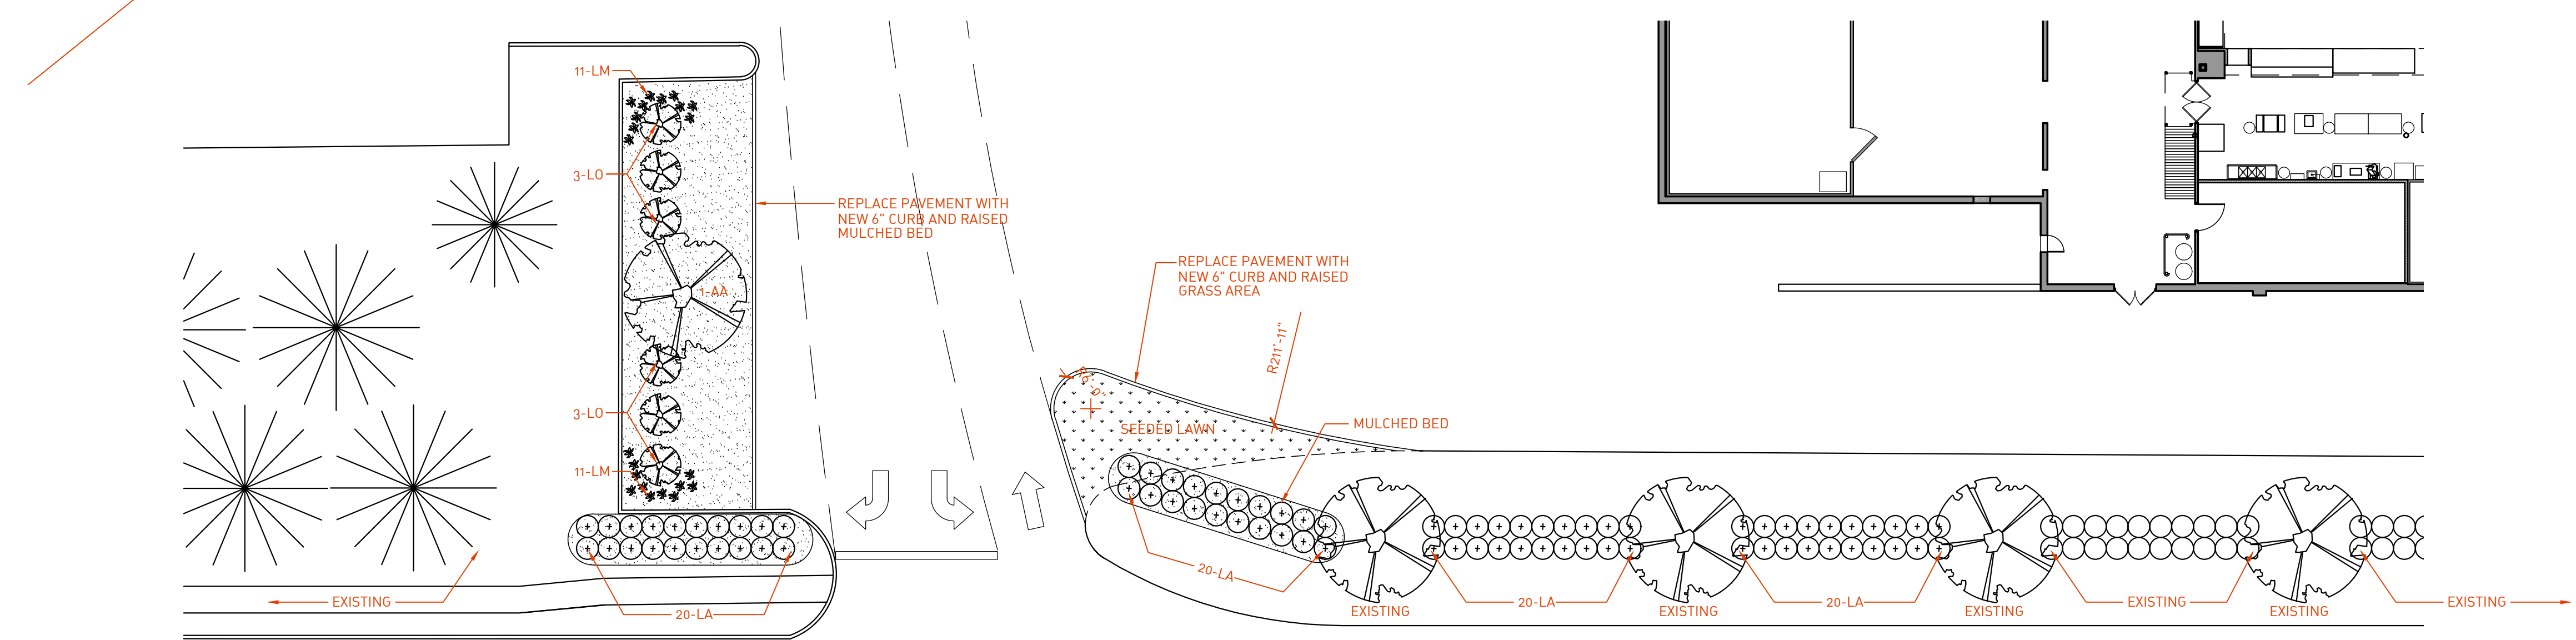 11-LM
3-LO
REPLACE PAVEMENT WITH
NEW 6" CURB AND RAISED
MULCHED BED
1-AA
REPLACE PAVEMENT WITH
NEW 6" CURB AND RAISED
GRASS AREA
R211'-11"
R6'-0"
3-LO
SEEDED LAWN
MULCHED BED
11-LM
20-LA
EXISTING
20-LA
EXISTING
20-LA
EXISTING
20-LA
EXISTING
EXISTING
EXISTING
EXISTING